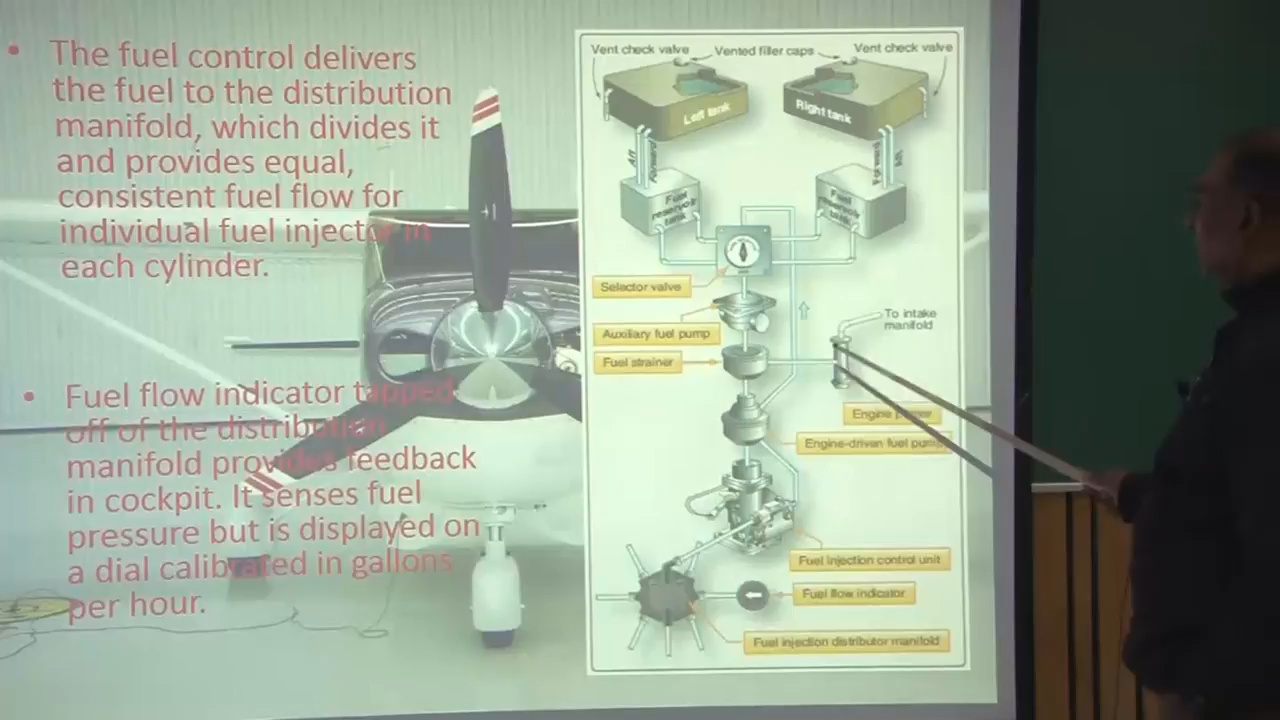 • The fuel control delivers
the fuel to the distribution
manifold, which divides it
and provides equal,
consistent fuel flow for
individual fuel injector in
each cylinder.
• Fuel flow indicator tapped
off of the distribution
manifold provides feedback
in cockpit. It senses fuel
pressure but is displayed on
a dial calibrated in gallons
per hour.
Vent check valve
Vented filler caps
Vent check valve
Left tank
Right tank
Aft
Forward
Forward
Aft
Fuel
reservoir
tank
Fuel
reservoir
tank
Selector valve
Auxiliary fuel pump
Fuel strainer
To intake
manifold
Engine primer
Engine-driven fuel pump
Fuel injection control unit
Fuel flow indicator
Fuel injection distributor manifold